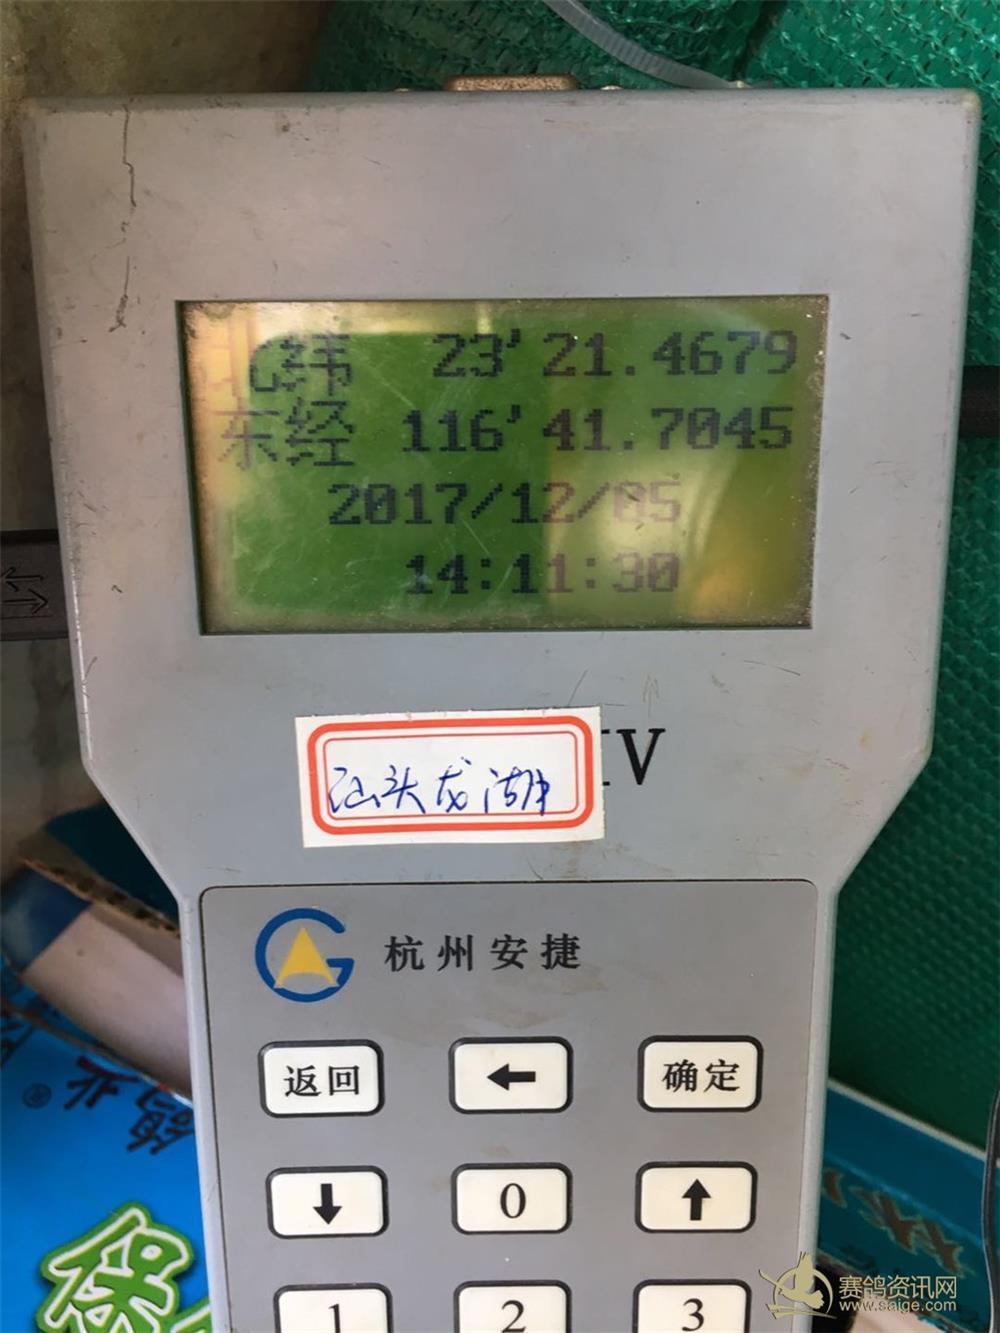 北纬 23'21.4679
东经 116'41.7045
2017/12/05
14:11:30
IV
汕头龙湖
杭州安捷
返回 ← 确定
↓ 0 ↑
1 2 3
保
赛鸽资讯网
www.saige.com